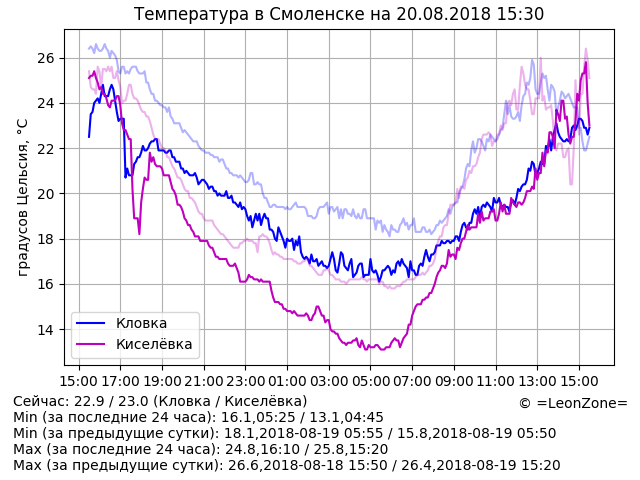 Температура в Смоленске на 20.08.2018 15:30
градусов Цельсия, °C
26
24
22
20
18
16
14
Кловка
Киселёвка
15:00 17:00 19:00 21:00 23:00 01:00 03:00 05:00 07:00 09:00 11:00 13:00 15:00
Сейчас: 22.9 / 23.0 (Кловка / Киселёвка)
© =LeonZone=
Min (за последние 24 часа): 16.1,05:25 / 13.1,04:45
Min (за предыдущие сутки): 18.1,2018-08-19 05:55 / 15.8,2018-08-19 05:50
Max (за последние 24 часа): 24.8,16:10 / 25.8,15:20
Max (за предыдущие сутки): 26.6,2018-08-18 15:50 / 26.4,2018-08-19 15:20